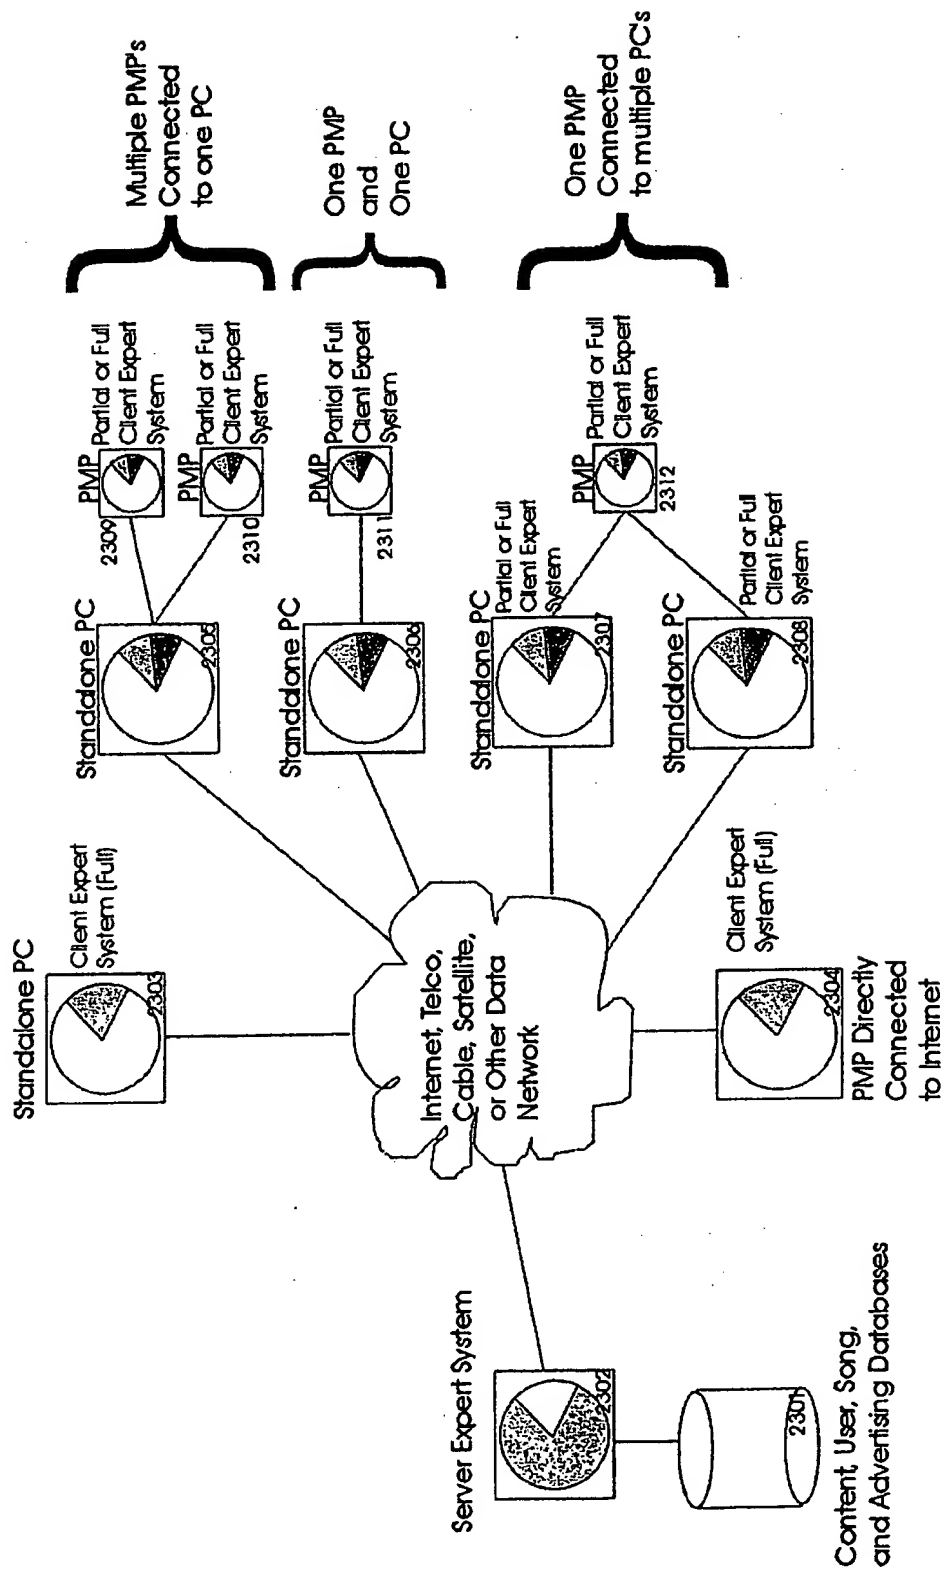 Standalone PC
Client Expert
System (Full)
2303
Standalone PC
2305
PMP
Partial or Full
Client Expert
System
2309
PMP
Partial or Full
Client Expert
System
2310
Multiple PMP's
Connected
to one PC
Standalone PC
2306
PMP
Partial or Full
Client Expert
System
2311
One PMP
and
One PC
Standalone PC
Partial or Full
Client Expert
System
2307
Standalone PC
Partial or Full
Client Expert
System
2308
PMP
Partial or Full
Client Expert
System
2312
One PMP
Connected
to multiple PC's
Internet, Telco,
Cable, Satellite,
or Other Data
Network
Client Expert
System (Full)
2304
PMP Directly
Connected
to Internet
Server Expert System
2302
2301
Content, User, Song,
and Advertising Databases